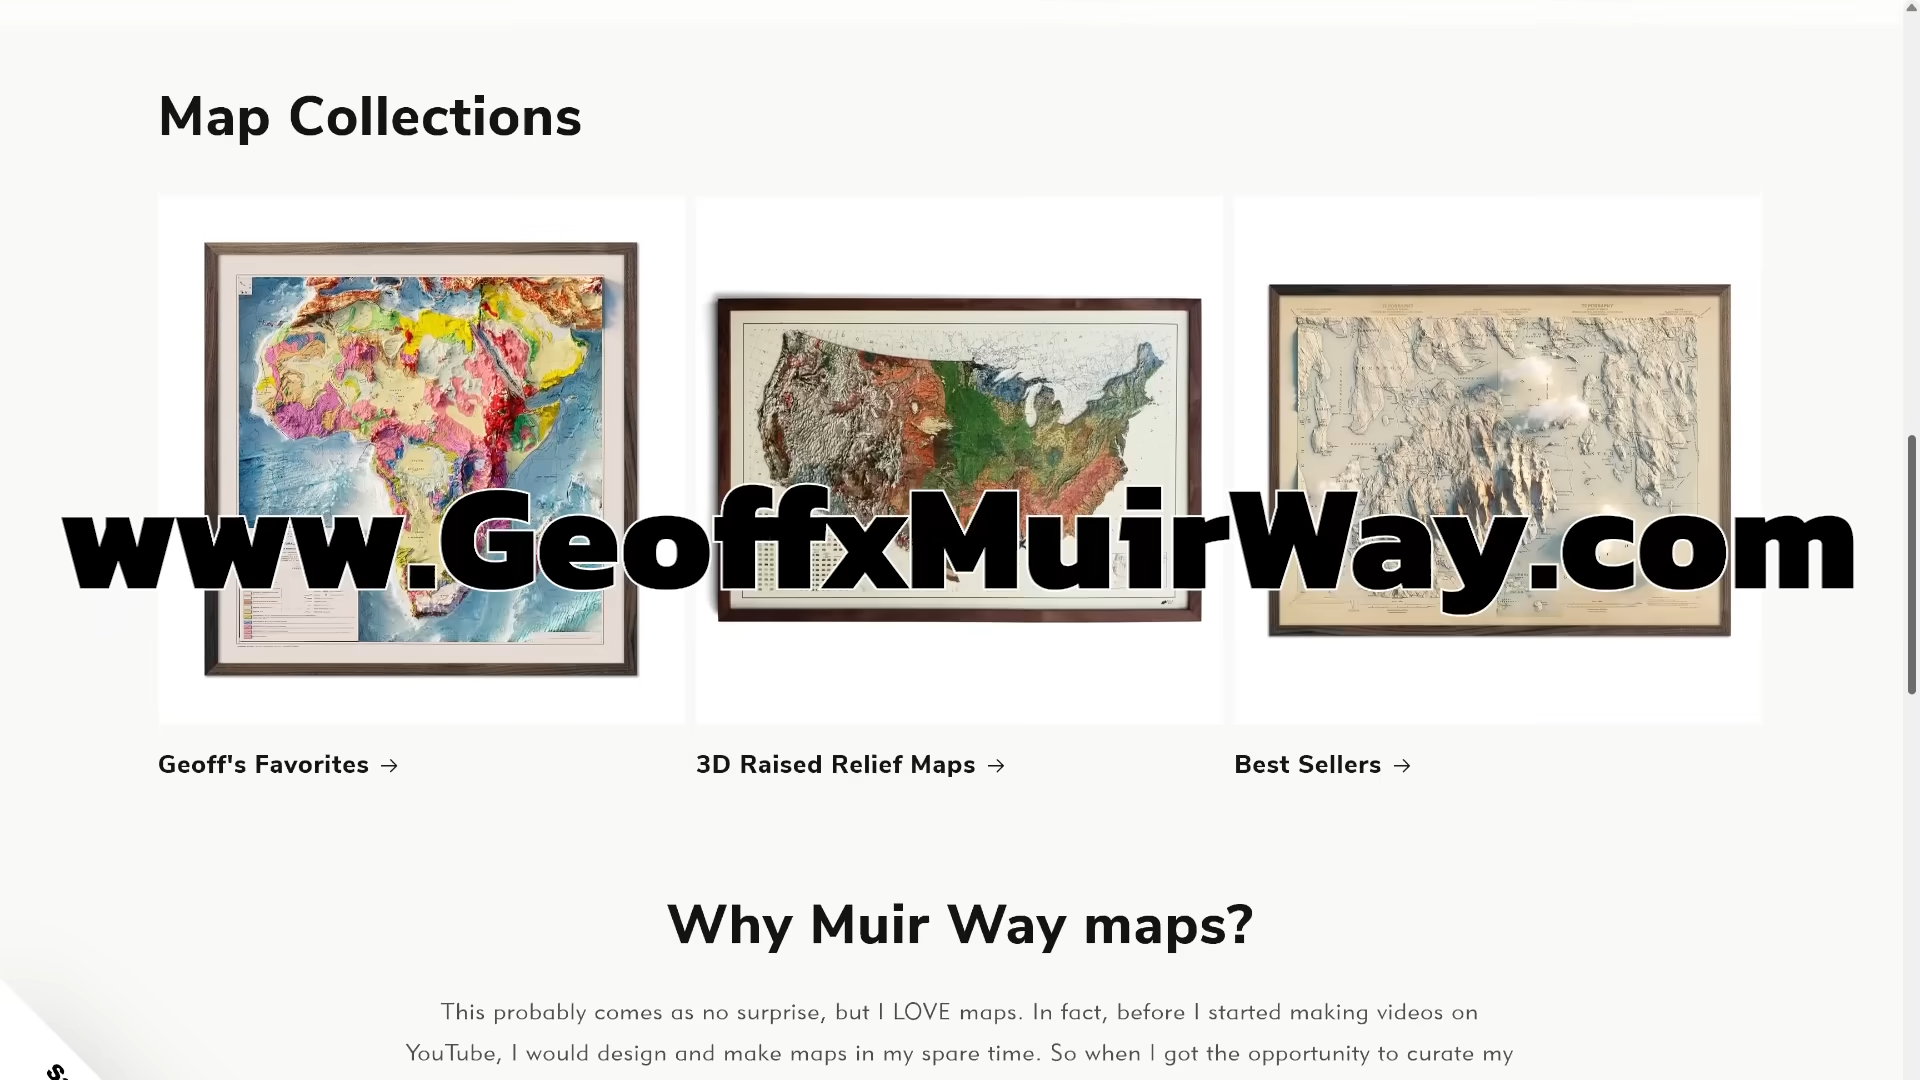 Map Collections
www.GeoffxMuirWay.com
Geoff's Favorites →
3D Raised Relief Maps →
Best Sellers →
Why Muir Way maps?
This probably comes as no surprise, but I LOVE maps. In fact, before I started making videos on
YouTube, I would design and make maps in my spare time. So when I got the opportunity to curate my